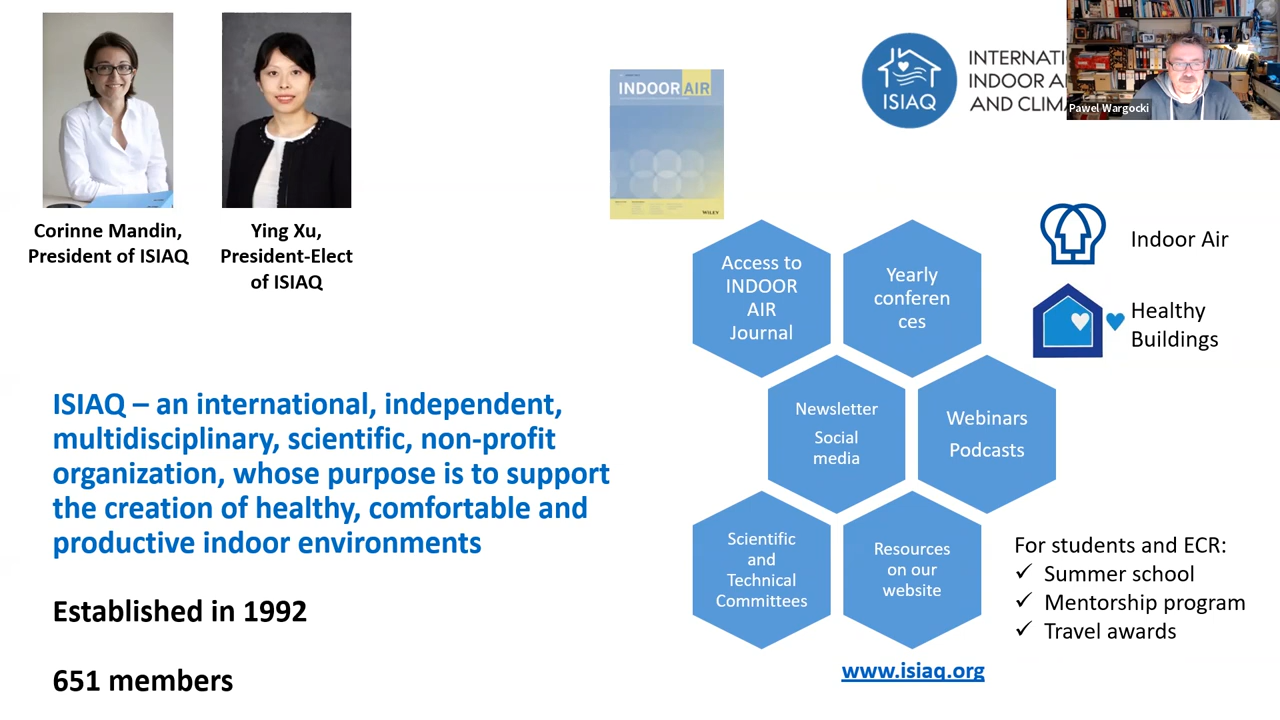 Corinne Mandin,
President of ISIAQ
Ying Xu,
President-Elect
of ISIAQ
INDOOR AIR
WILEY
ISIAQ
INTERNATI
INDOOR A
AND CLIM
Pawel Wargocki
Indoor Air
Healthy
Buildings
Access to
INDOOR
AIR
Journal
Yearly
conferen
ces
Newsletter
Social
media
Webinars
Podcasts
Scientific
and
Technical
Committees
Resources
on our
website
ISIAQ – an international, independent,
multidisciplinary, scientific, non-profit
organization, whose purpose is to support
the creation of healthy, comfortable and
productive indoor environments
Established in 1992
651 members
For students and ECR:
✓ Summer school
✓ Mentorship program
✓ Travel awards
www.isiaq.org